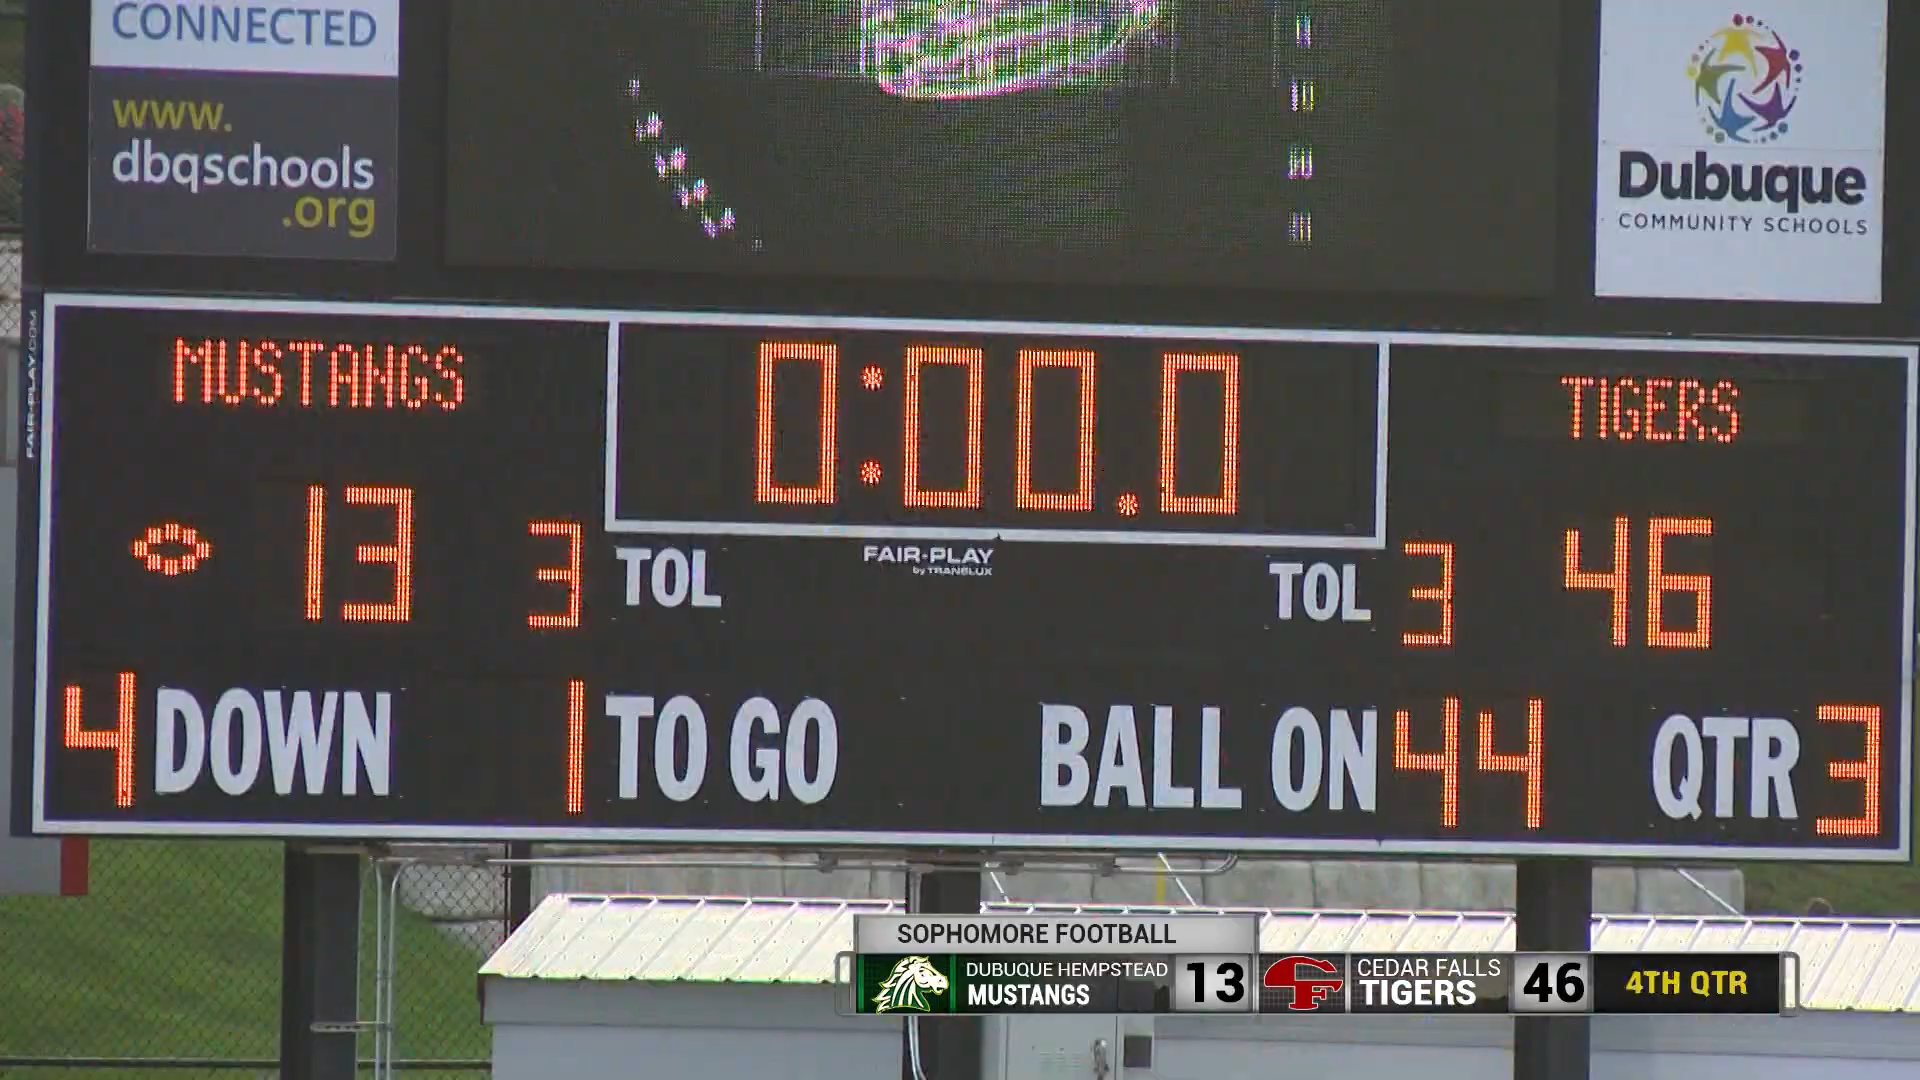 CONNECTED
www.
dbqschools
.org
Dubuque
COMMUNITY SCHOOLS
FAIR-PLAY.COM
MUSTANGS
0:00.0
TIGERS
13
3
TOL
FAIR-PLAY
by TRANSLUX
TOL
3
46
4 DOWN
1 TO GO
BALL ON 44
QTR 3
SOPHOMORE FOOTBALL
DUBUQUE HEMPSTEAD
MUSTANGS
13
CF
CEDAR FALLS
TIGERS
46
4TH QTR